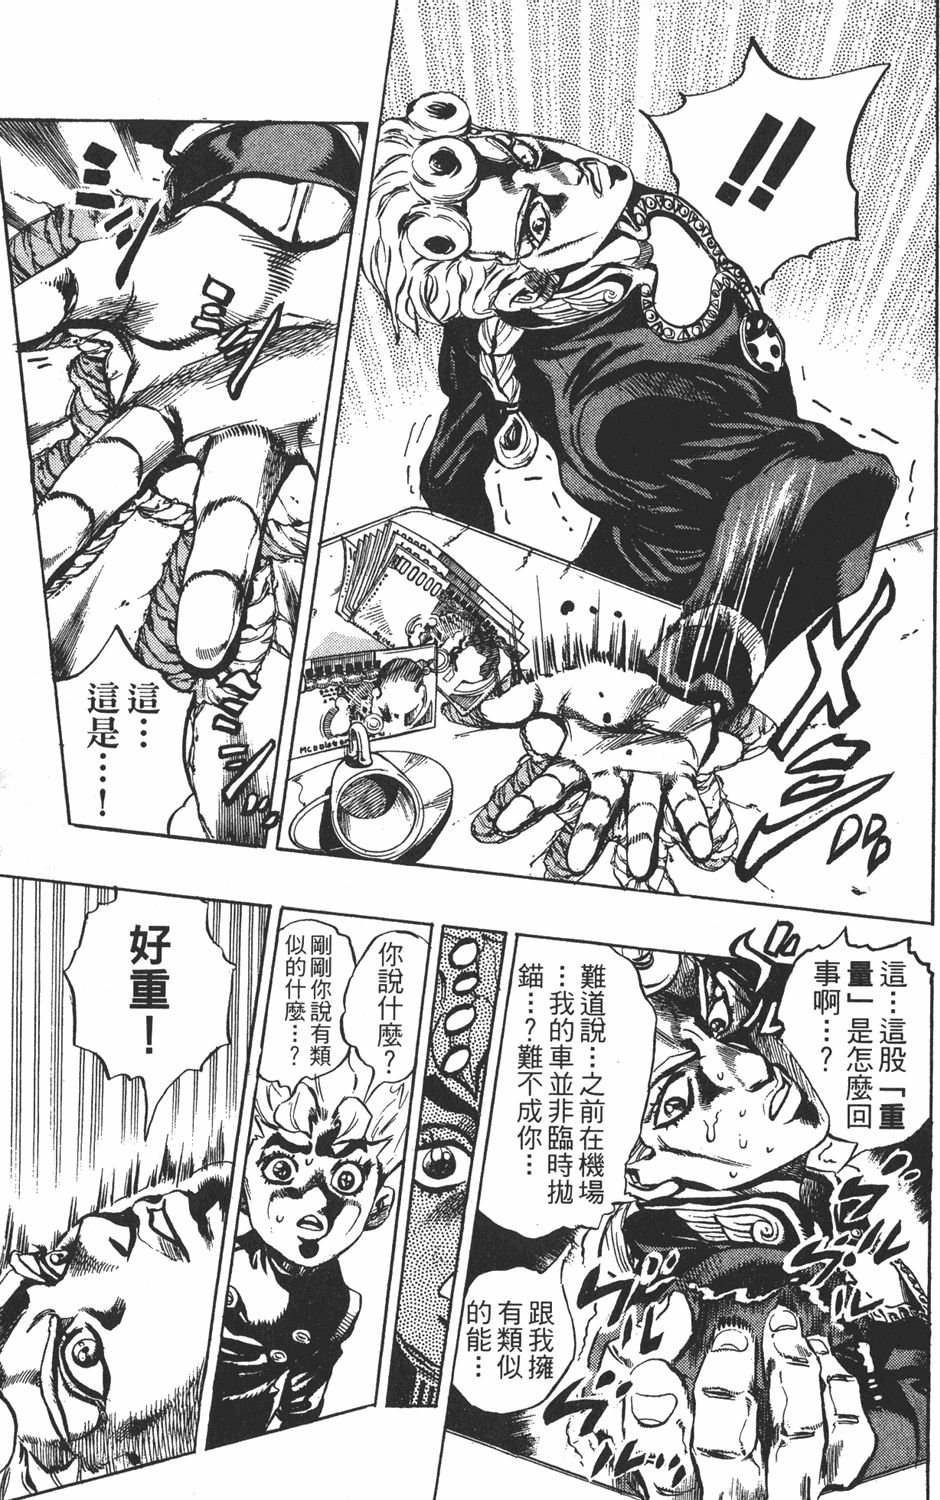 !!
メゴ
這…
這是…！
這…這股「重
量」是怎麼回
事啊…？
難道說…之前在機場
…我的車並非臨時拋
錨…？難不成你…
跟我擁
有類似
的能…
你說什麼？
剛剛你說有類
似的什麼…？
好重！